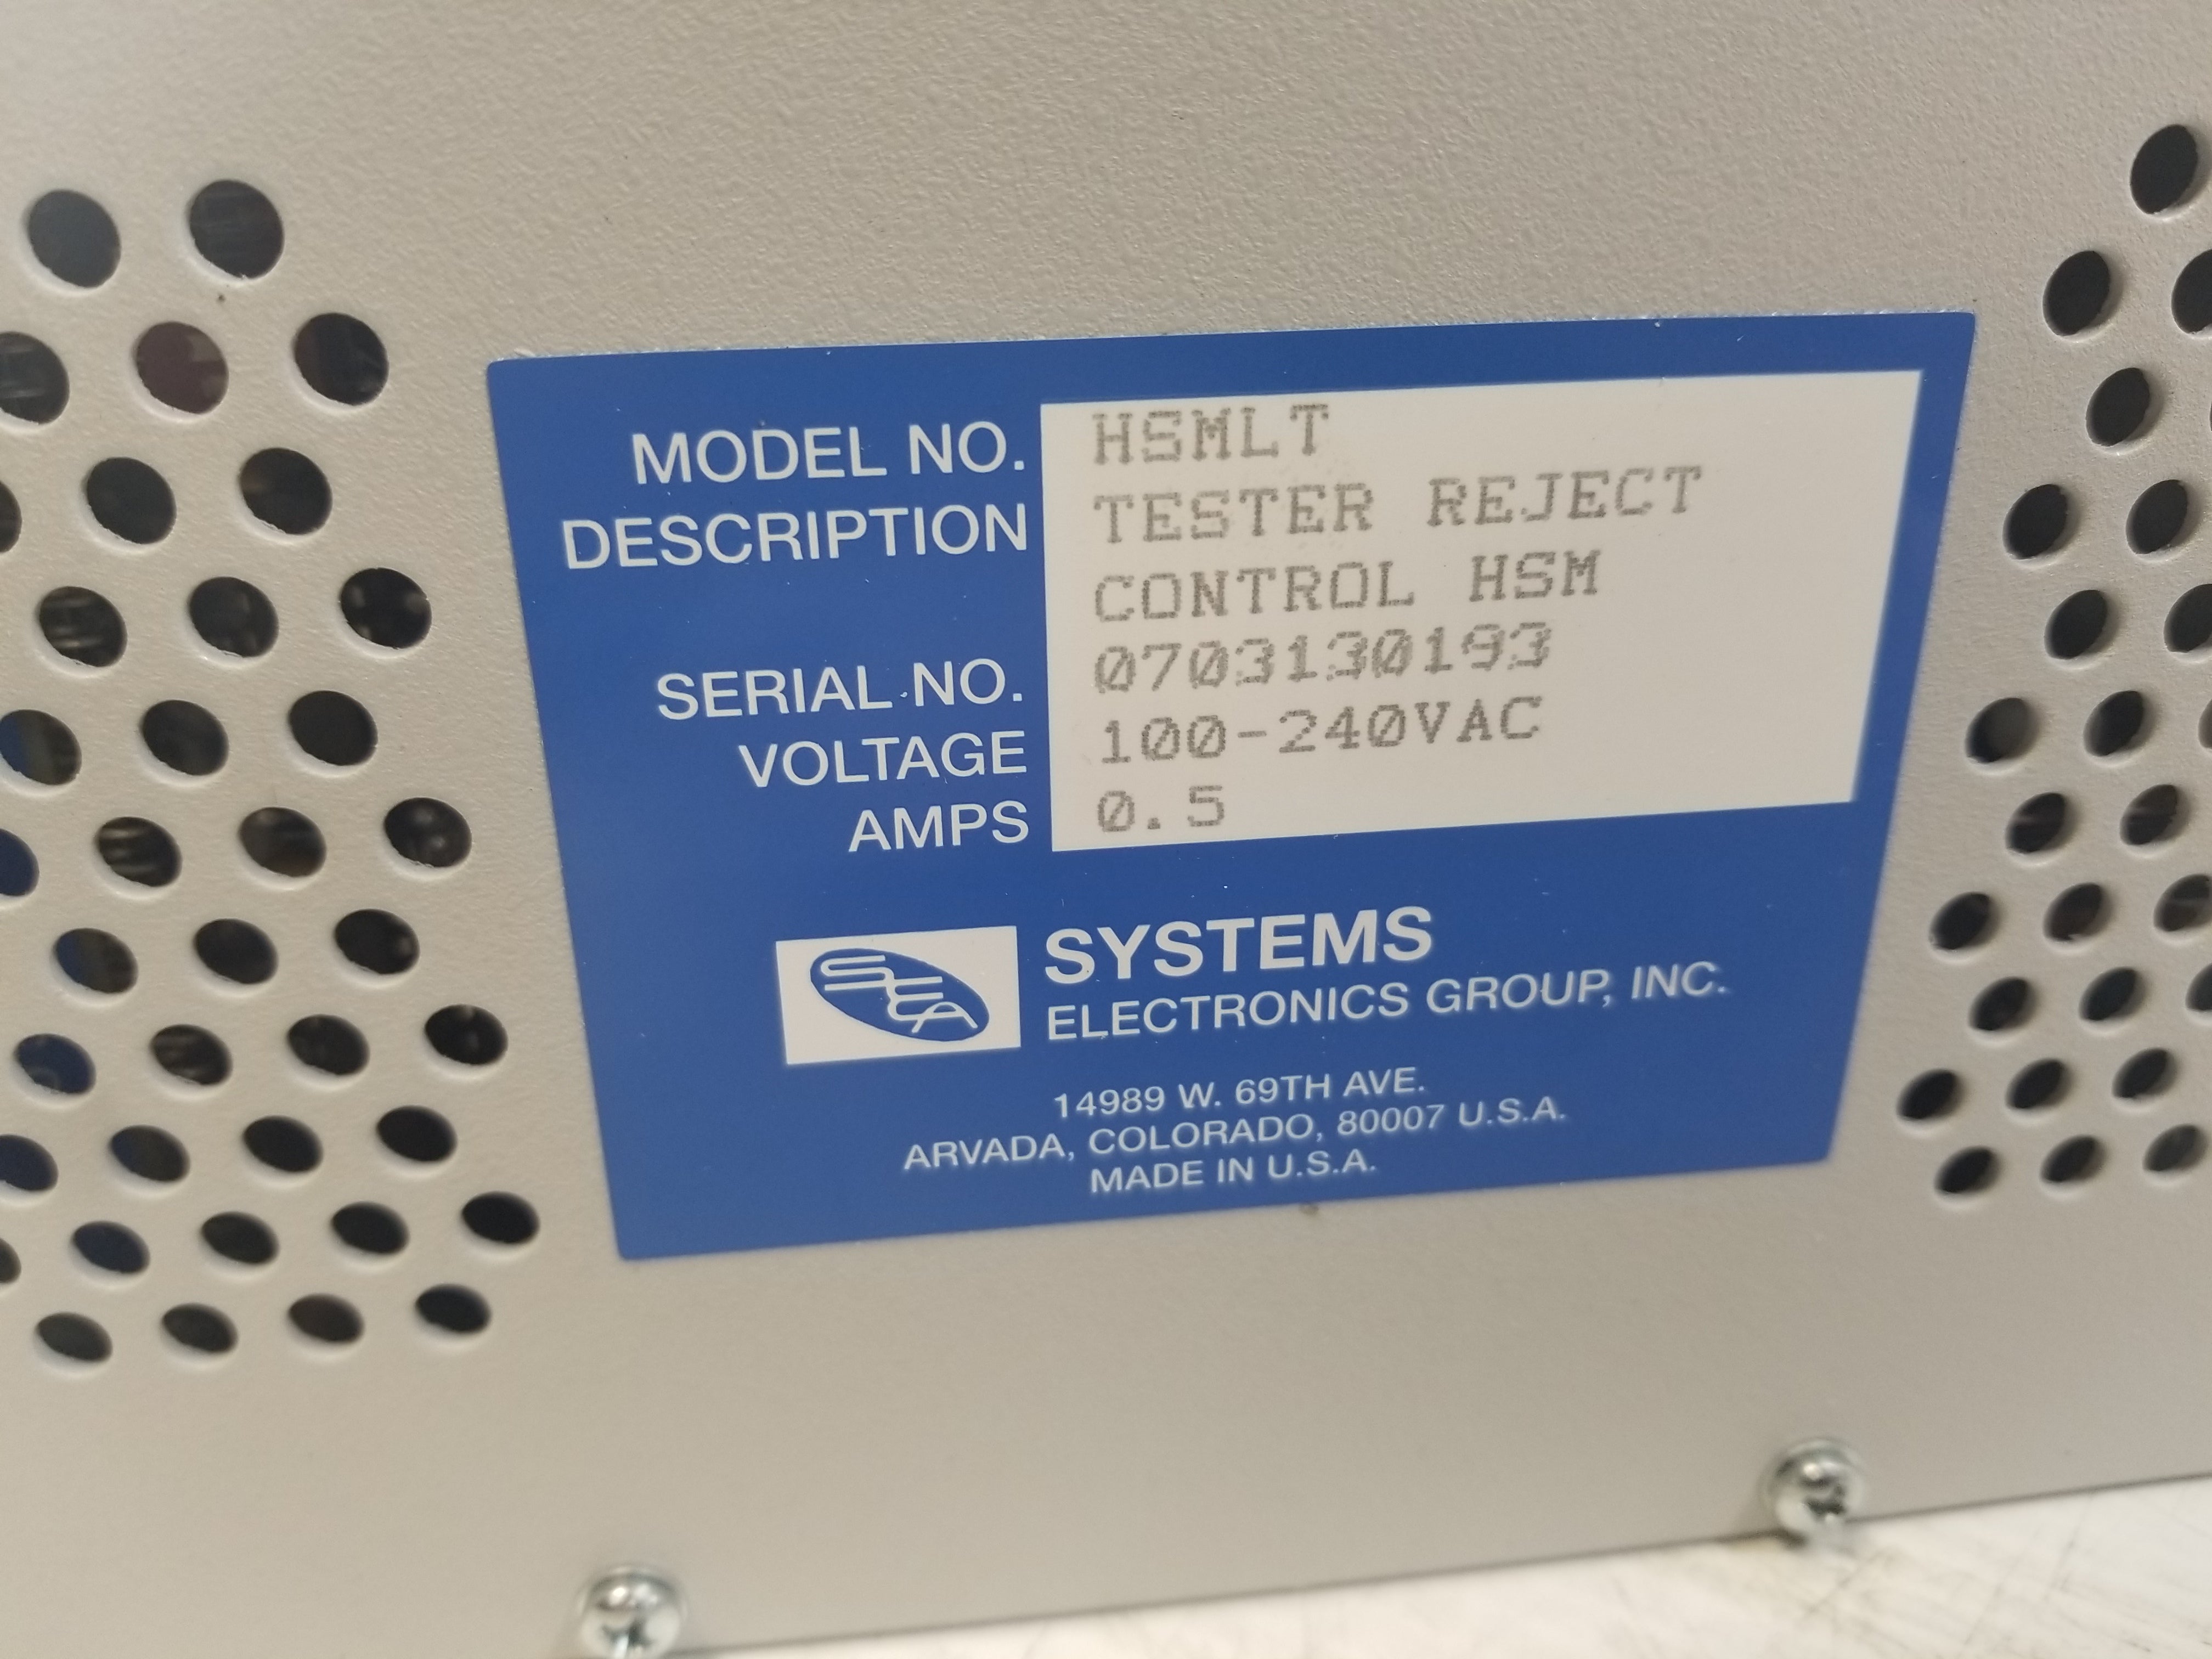 MODEL NO. HSMLT
DESCRIPTION TESTER REJECT
CONTROL HSM
SERIAL NO. 0703130193
VOLTAGE 100-240VAC
AMPS 0.5
SEA SYSTEMS
ELECTRONICS GROUP, INC.
14989 W. 69TH AVE.
ARVADA, COLORADO, 80007 U.S.A.
MADE IN U.S.A.